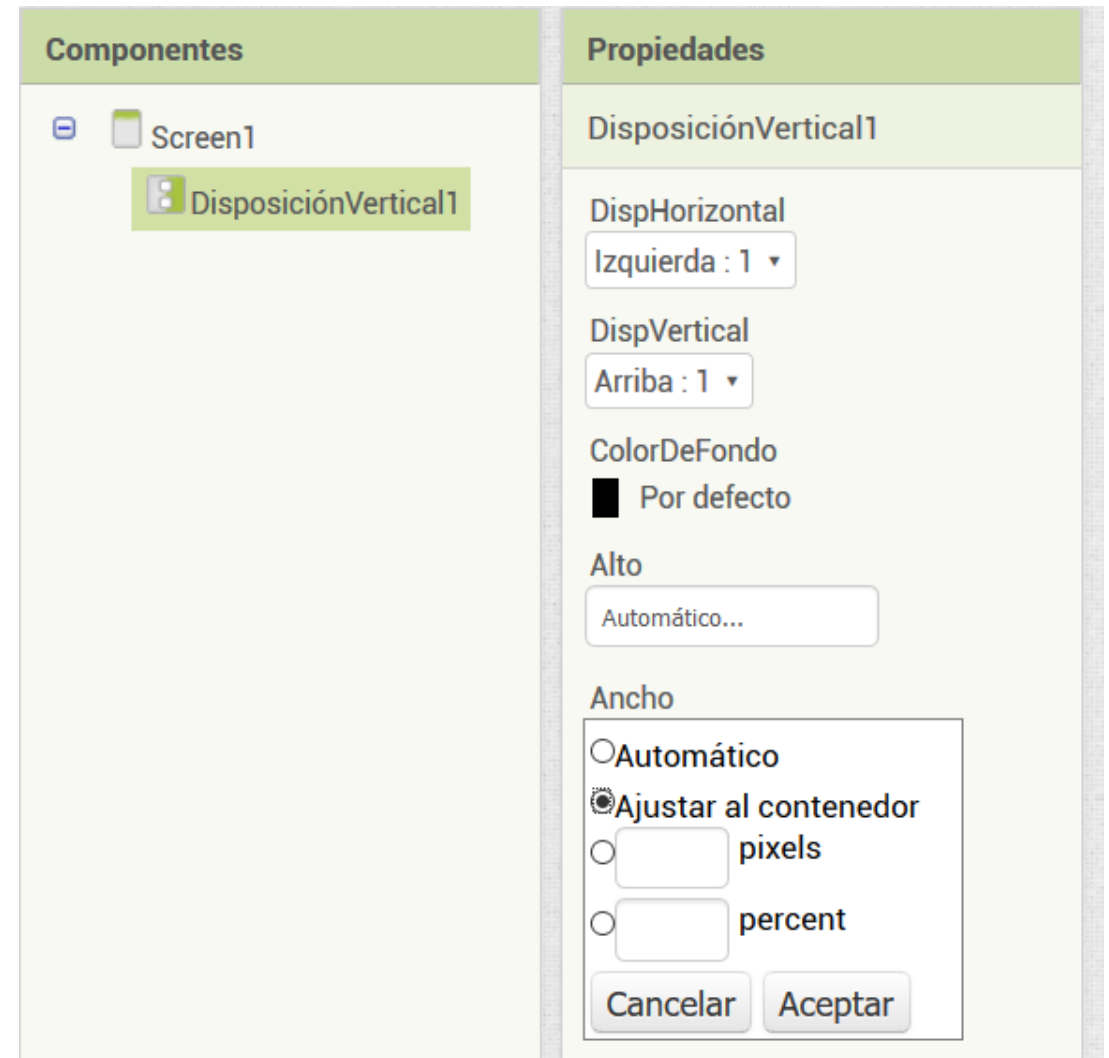 Componentes
Screen1
DisposiciónVertical1
Propiedades
DisposiciónVertical1
DispHorizontal
Izquierda : 1
DispVertical
Arriba : 1
ColorDeFondo
Por defecto
Alto
Automático...
Ancho
Automático
Ajustar al contenedor
pixels
percent
Cancelar Aceptar